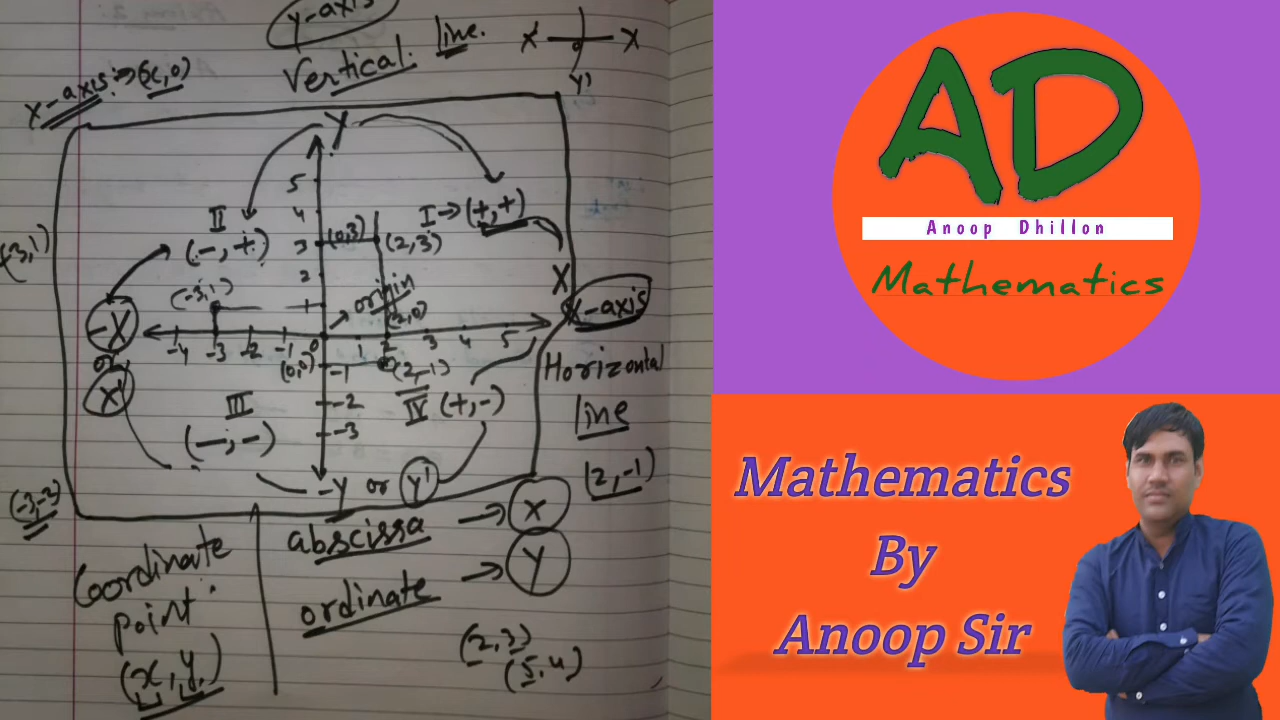 y-axis
Vertical line.
X' X
Y'
X-axis:→(x,0)
Y
5
4
3
2
1
II
(-,+)
I→(+,+)
(0,3)
(2,3)
(-3,1)
(-3,1)
origin
(2,0)
X
X-axis
-X
or
X'
-4 -3 -2 -1 0 1 2 3 4 5
(0,0)
-1
(2,-1)
-2
-3
III
(-,-)
IV (+,-)
Horizontal
line
(2,-1)
-Y or Y'
(-3,-2)
Coordinate
point
(x,y)
abscissa → X
ordinate → Y
(2,3)
(5,4)
AD
Anoop Dhillon
Mathematics
Mathematics
By
Anoop Sir